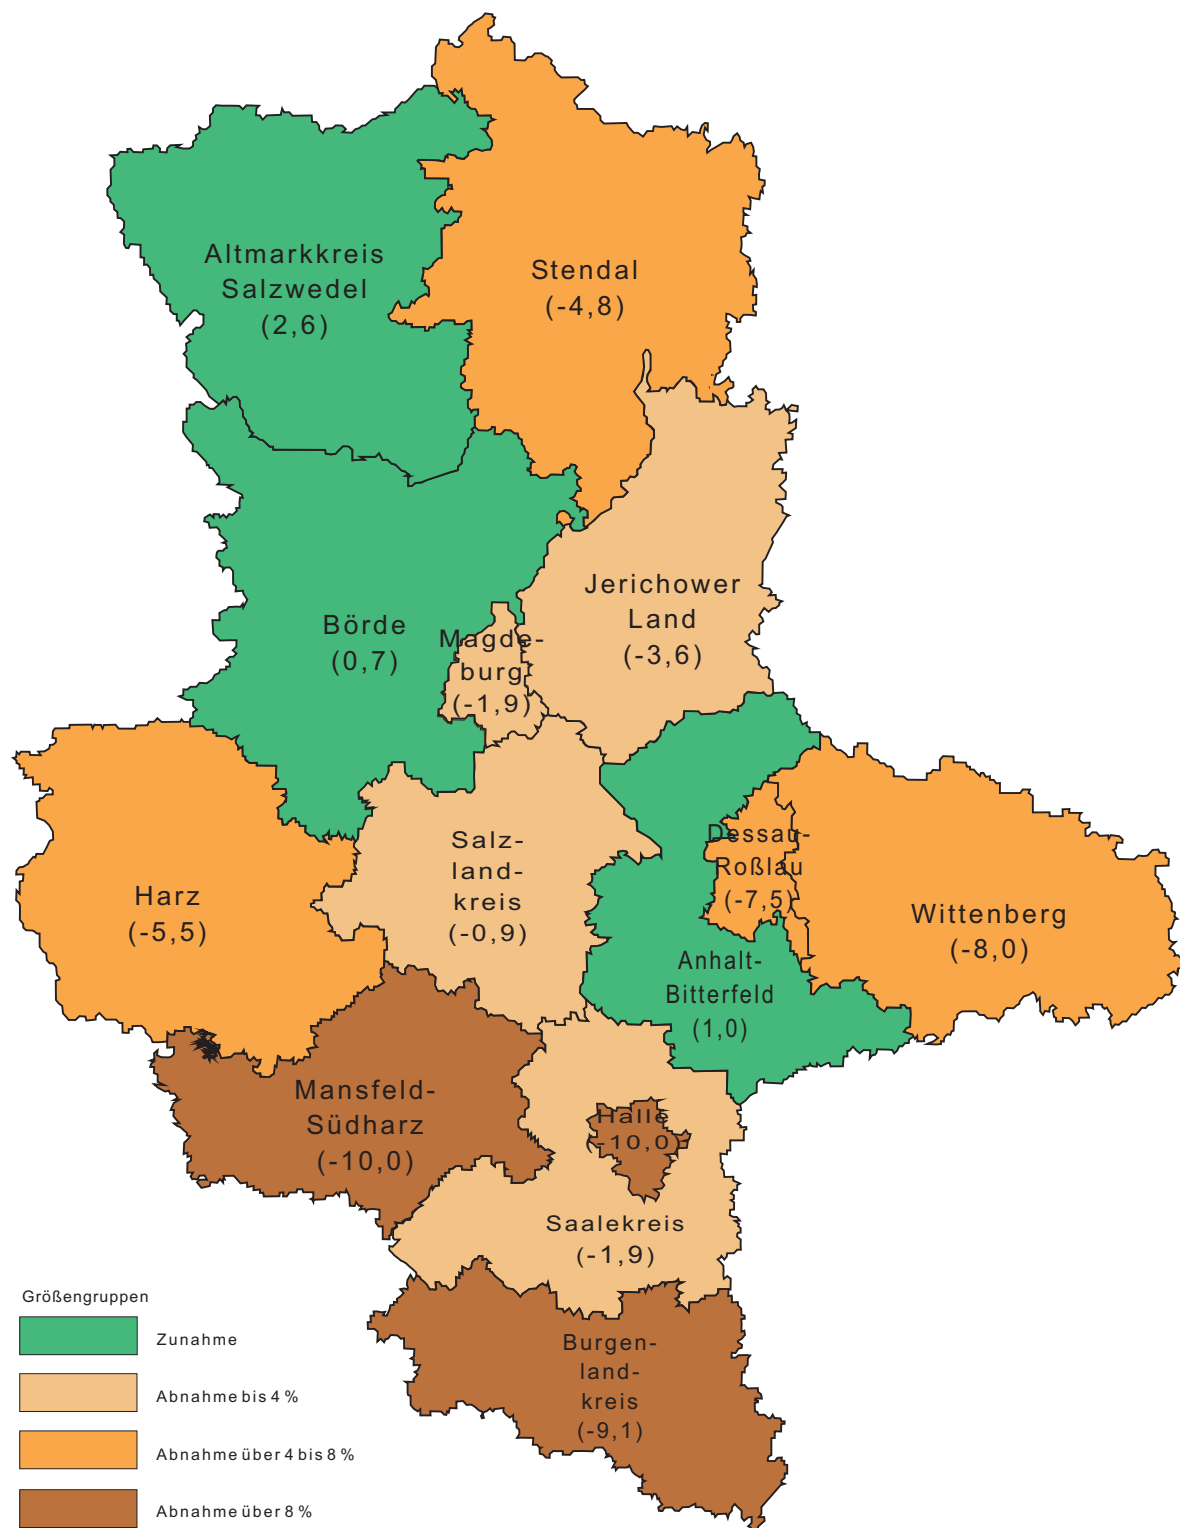 Altmarkkreis
Salzwedel
(2,6)
Stendal
(-4,8)
Jerichower
Land
(-3,6)
Börde
(0,7)
Magde-
burg
(-1,9)
Harz
(-5,5)
Salz-
land-
kreis
(-0,9)
Dessau-
Roßlau
(-7,5)
Wittenberg
(-8,0)
Anhalt-
Bitterfeld
(1,0)
Mansfeld-
Südharz
(-10,0)
Halle
(-10,0)
Saalekreis
(-1,9)
Burgen-
land-
kreis
(-9,1)
Größengruppen
Zunahme
Abnahme bis 4 %
Abnahme über 4 bis 8 %
Abnahme über 8 %